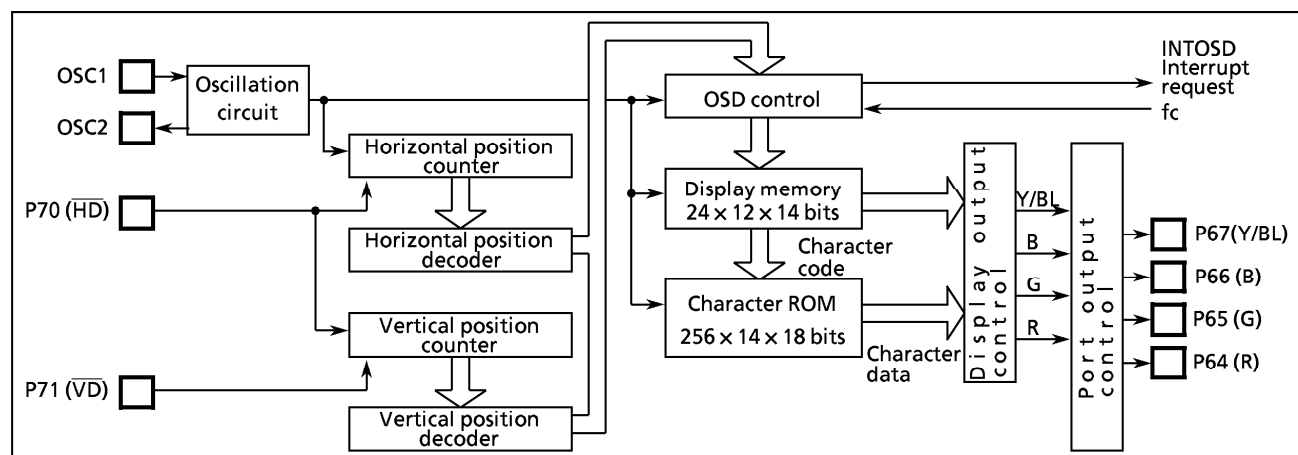 OSC1
OSC2
Oscillation
circuit
P70 (H̅D̅)
P71 (V̅D̅)
Horizontal position
counter
Horizontal position
decoder
Vertical position
counter
Vertical position
decoder
OSD control
INTOSD
Interrupt
request
fc
Display memory
24 × 12 × 14 bits
Character
code
Character ROM
256 × 14 × 18 bits
Character
data
Display output
control
Y/BL
B
G
R
Port output
control
P67(Y/BL)
P66 (B)
P65 (G)
P64 (R)